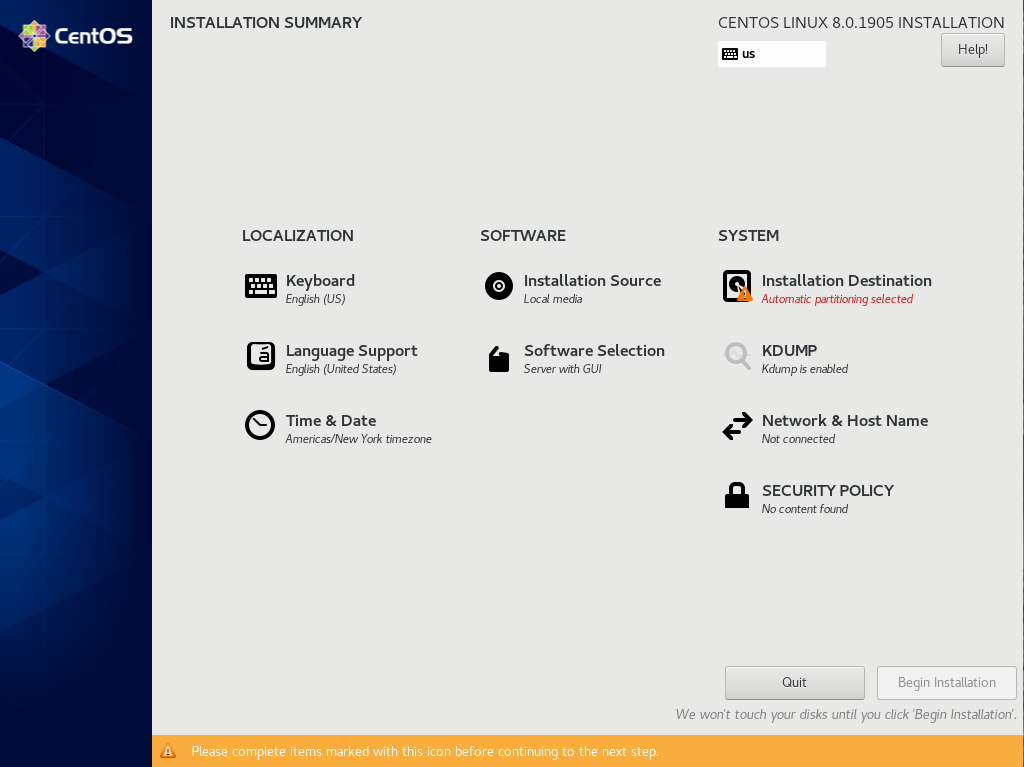 CentOS
INSTALLATION SUMMARY
CENTOS LINUX 8.0.1905 INSTALLATION
us
Help!
LOCALIZATION
Keyboard
English (US)
Language Support
English (United States)
Time & Date
Americas/New York timezone
SOFTWARE
Installation Source
Local media
Software Selection
Server with GUI
SYSTEM
Installation Destination
Automatic partitioning selected
KDUMP
Kdump is enabled
Network & Host Name
Not connected
SECURITY POLICY
No content found
Quit
Begin Installation
We won't touch your disks until you click 'Begin Installation'.
Please complete items marked with this icon before continuing to the next step.